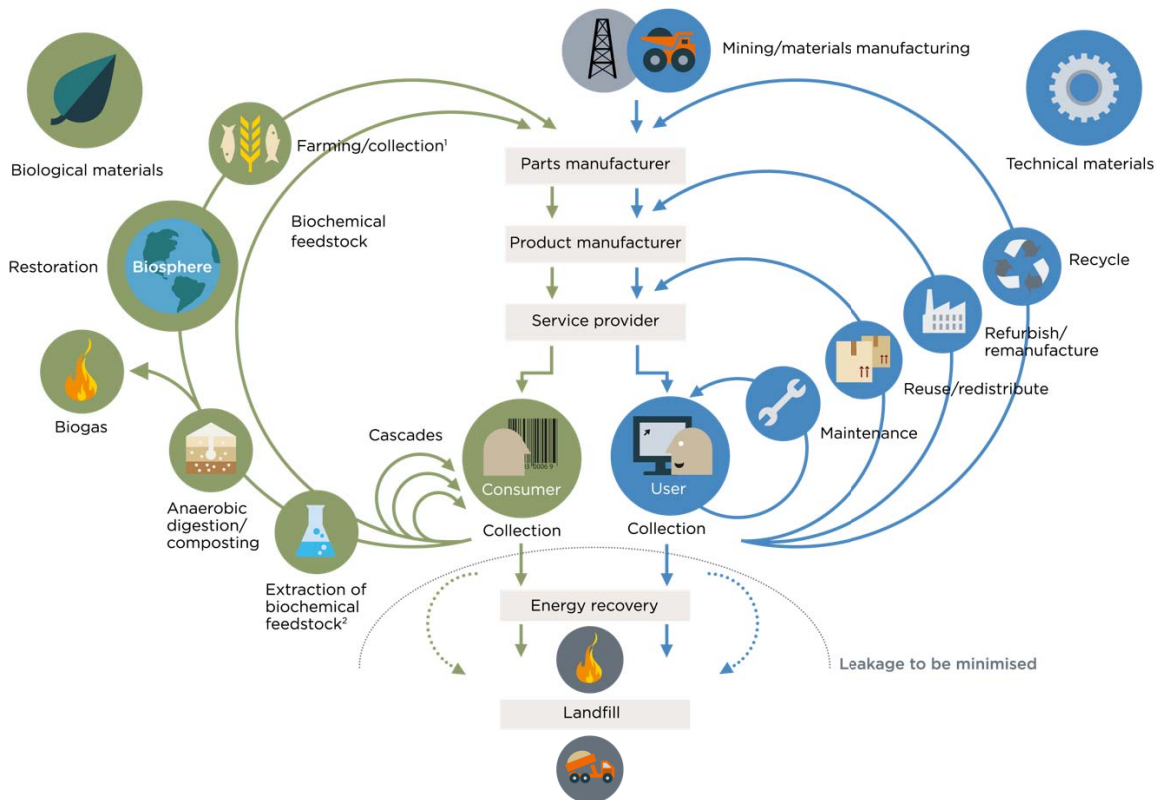 Mining/materials manufacturing
Biological materials
Farming/collection¹
Parts manufacturer
Technical materials
Biochemical
feedstock
Product manufacturer
Restoration
Biosphere
Recycle
Service provider
Refurbish/
remanufacture
Reuse/redistribute
Biogas
Cascades
Maintenance
Consumer
User
Anaerobic
digestion/
composting
Collection
Collection
Extraction of
biochemical
feedstock²
Energy recovery
Leakage to be minimised
Landfill